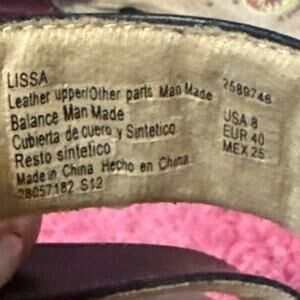 LISSA
Leather upper/Other parts Man Made
Balance Man Made
Cubierta de cuero y Sintetico
Resto sintetico
Made in China Hecho en China
28057182 S12
2589746
USA 8
EUR 40
MEX 25